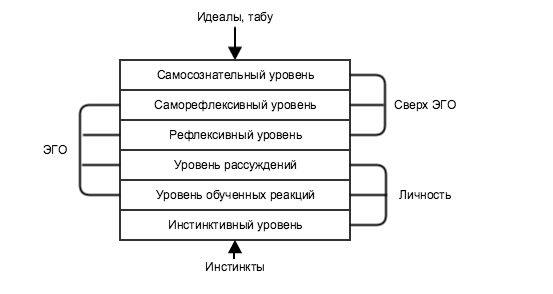 Идеалы, табу
Самосознательный уровень
Саморефлексивный уровень
Сверх ЭГО
Рефлексивный уровень
ЭГО
Уровень рассуждений
Уровень обученных реакций
Личность
Инстинктивный уровень
Инстинкты